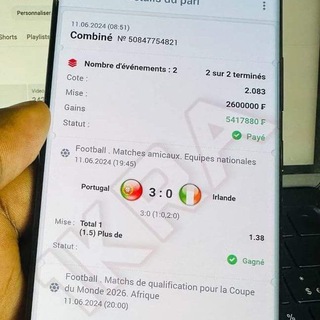 Personnaliser
Shorts
Playlists
du pari
11.06.2024 (08:51)
Combiné Nº 50847754821
Nombre d'événements : 2
2 sur 2 terminés
Cote :
2.083
Mise :
2600000 F
Gains
5417880 F
Statut :
Payé
Football . Matches amicaux. Equipes nationales
11.06.2024 (19:45)
Portugal
3 : 0
Irlande
3:0 (1:0,2:0)
Mise : Total 1
(1.5) Plus de
1.38
Statut :
Gagné
Football . Matchs de qualification pour la Coupe
du Monde 2026. Afrique
11.06.2024 (20:00)